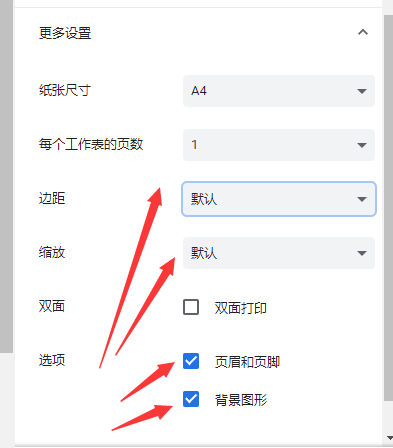 更多设置
纸张尺寸 A4
每个工作表的页数 1
边距 默认
缩放 默认
双面 双面打印
选项 页眉和页脚
背景图形